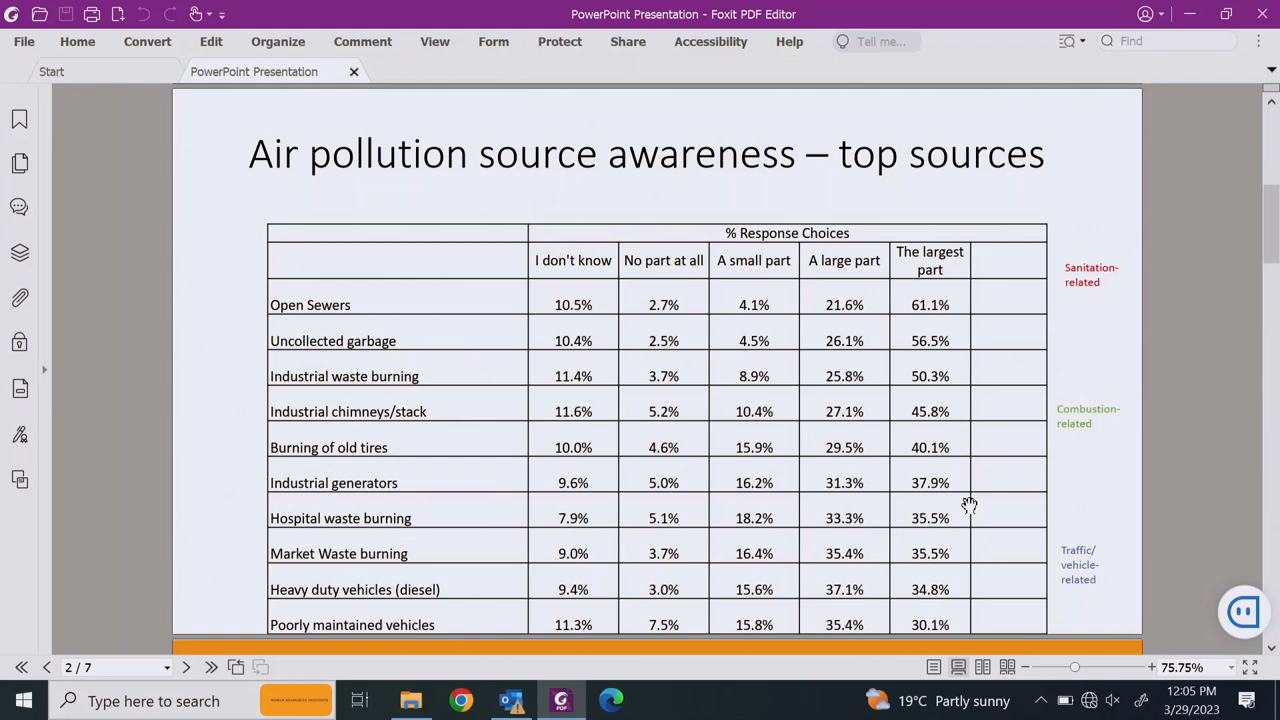 PowerPoint Presentation - Foxit PDF Editor
File Home Convert Edit Organize Comment View Form Protect Share Accessibility Help Tell me... Find
Start PowerPoint Presentation
Air pollution source awareness – top sources
% Response Choices
I don't know No part at all A small part A large part The largest part
Open Sewers 10.5% 2.7% 4.1% 21.6% 61.1%
Uncollected garbage 10.4% 2.5% 4.5% 26.1% 56.5%
Industrial waste burning 11.4% 3.7% 8.9% 25.8% 50.3%
Industrial chimneys/stack 11.6% 5.2% 10.4% 27.1% 45.8%
Burning of old tires 10.0% 4.6% 15.9% 29.5% 40.1%
Industrial generators 9.6% 5.0% 16.2% 31.3% 37.9%
Hospital waste burning 7.9% 5.1% 18.2% 33.3% 35.5%
Market Waste burning 9.0% 3.7% 16.4% 35.4% 35.5%
Heavy duty vehicles (diesel) 9.4% 3.0% 15.6% 37.1% 34.8%
Poorly maintained vehicles 11.3% 7.5% 15.8% 35.4% 30.1%
Sanitation-
related
Combustion-
related
Traffic/
vehicle-
related
2 / 7 75.75%
Type here to search WORLD RESOURCES INSTITUTE 19°C Partly sunny 12:05 PM
3/29/2023